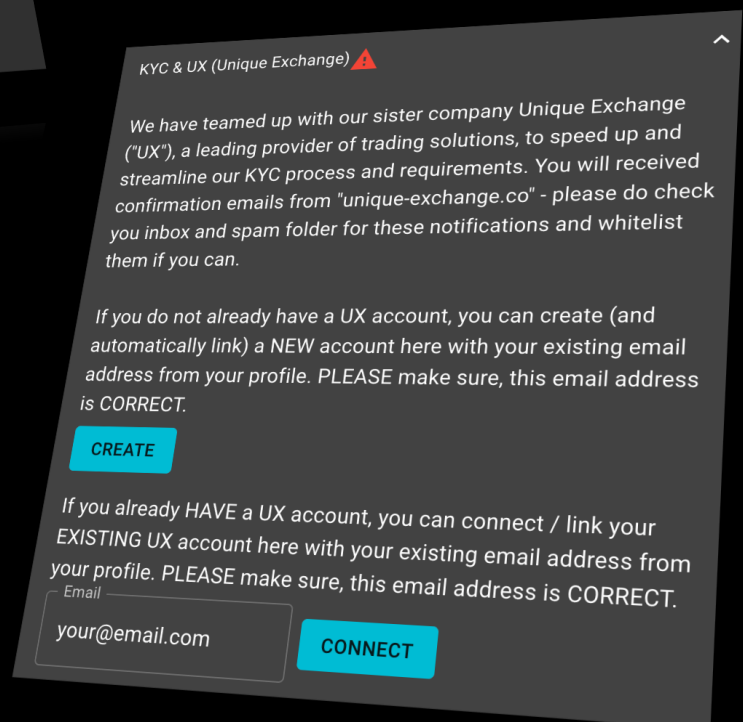 KYC & UX (Unique Exchange)
We have teamed up with our sister company Unique Exchange
("UX"), a leading provider of trading solutions, to speed up and
streamline our KYC process and requirements. You will received
confirmation emails from "unique-exchange.co" - please do check
you inbox and spam folder for these notifications and whitelist
them if you can.
If you do not already have a UX account, you can create (and
automatically link) a NEW account here with your existing email
address from your profile. PLEASE make sure, this email address
is CORRECT.
CREATE
If you already HAVE a UX account, you can connect / link your
EXISTING UX account here with your existing email address from
your profile. PLEASE make sure, this email address is CORRECT.
Email
your@email.com
CONNECT